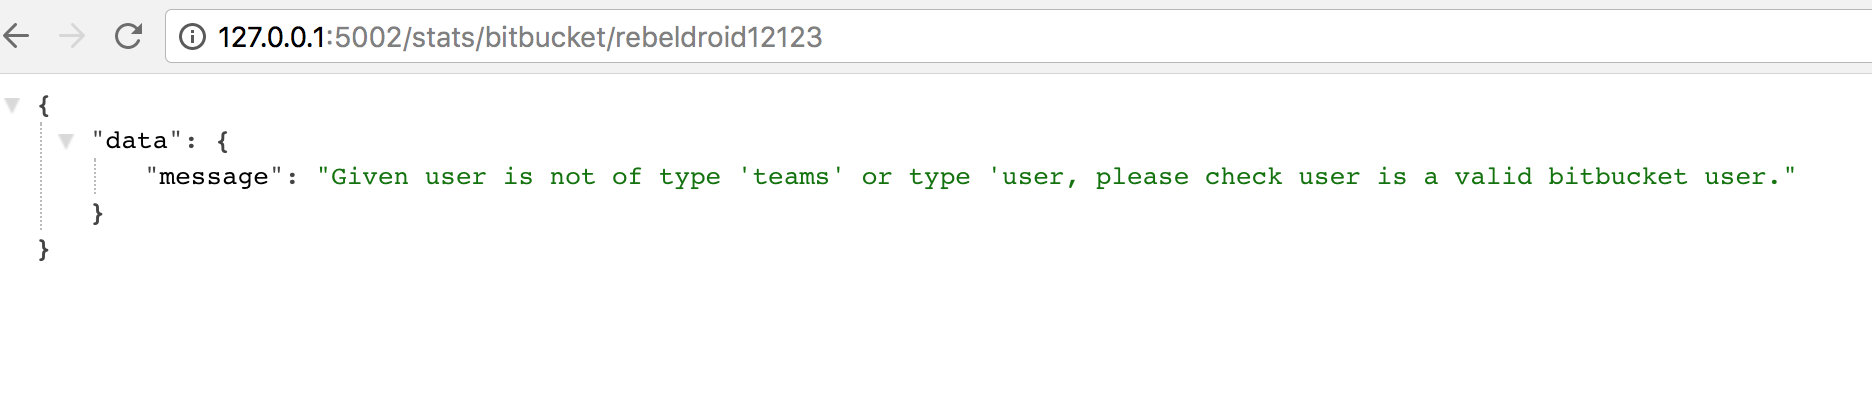 127.0.0.1:5002/stats/bitbucket/rebeldroid12123
{
"data": {
"message": "Given user is not of type 'teams' or type 'user, please check user is a valid bitbucket user."
}
}